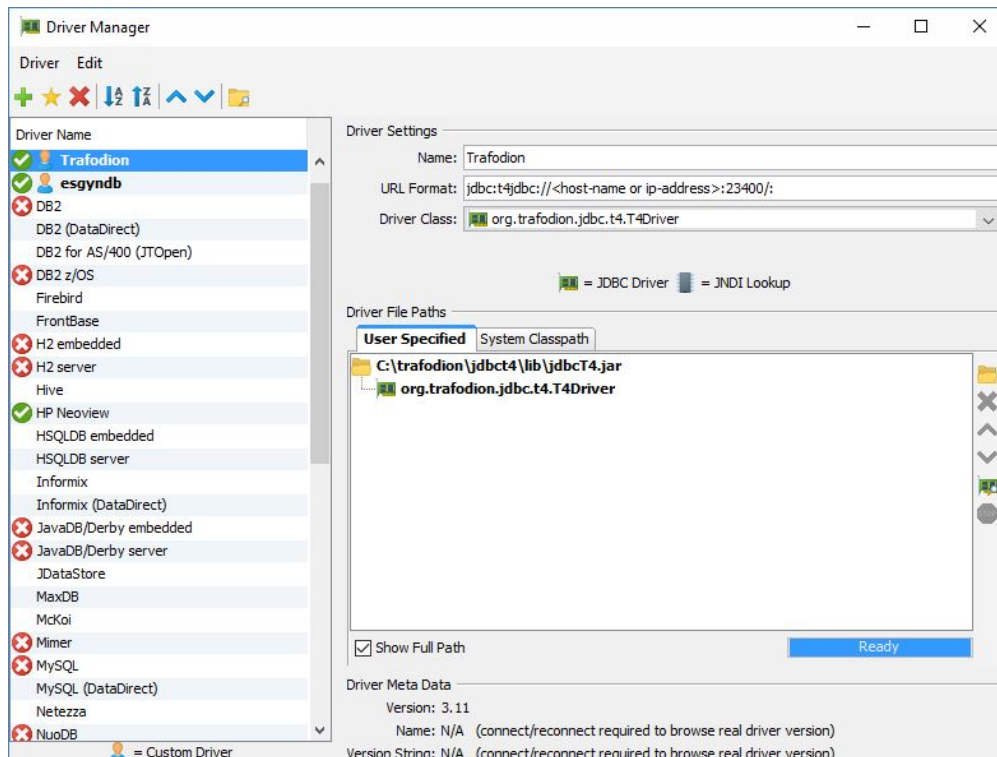 Driver Manager
Driver Edit
Driver Name
Trafodion
esgyndb
DB2
DB2 (DataDirect)
DB2 for AS/400 (JTOpen)
DB2 z/OS
Firebird
FrontBase
H2 embedded
H2 server
Hive
HP Neoview
HSQLDB embedded
HSQLDB server
Informix
Informix (DataDirect)
JavaDB/Derby embedded
JavaDB/Derby server
JDataStore
MaxDB
McKoi
Mimer
MySQL
MySQL (DataDirect)
Netezza
NuoDB
= Custom Driver
Driver Settings
Name: Trafodion
URL Format: jdbc:t4jdbc://<host-name or ip-address>:23400/:
Driver Class: org.trafodion.jdbc.t4.T4Driver
= JDBC Driver = JNDI Lookup
Driver File Paths
User Specified System Classpath
C:\trafodion\jdbct4\lib\jdbcT4.jar
org.trafodion.jdbc.t4.T4Driver
Show Full Path Ready
Driver Meta Data
Version: 3.11
Name: N/A (connect/reconnect required to browse real driver version)
Version String: N/A (connect/reconnect required to browse real driver version)